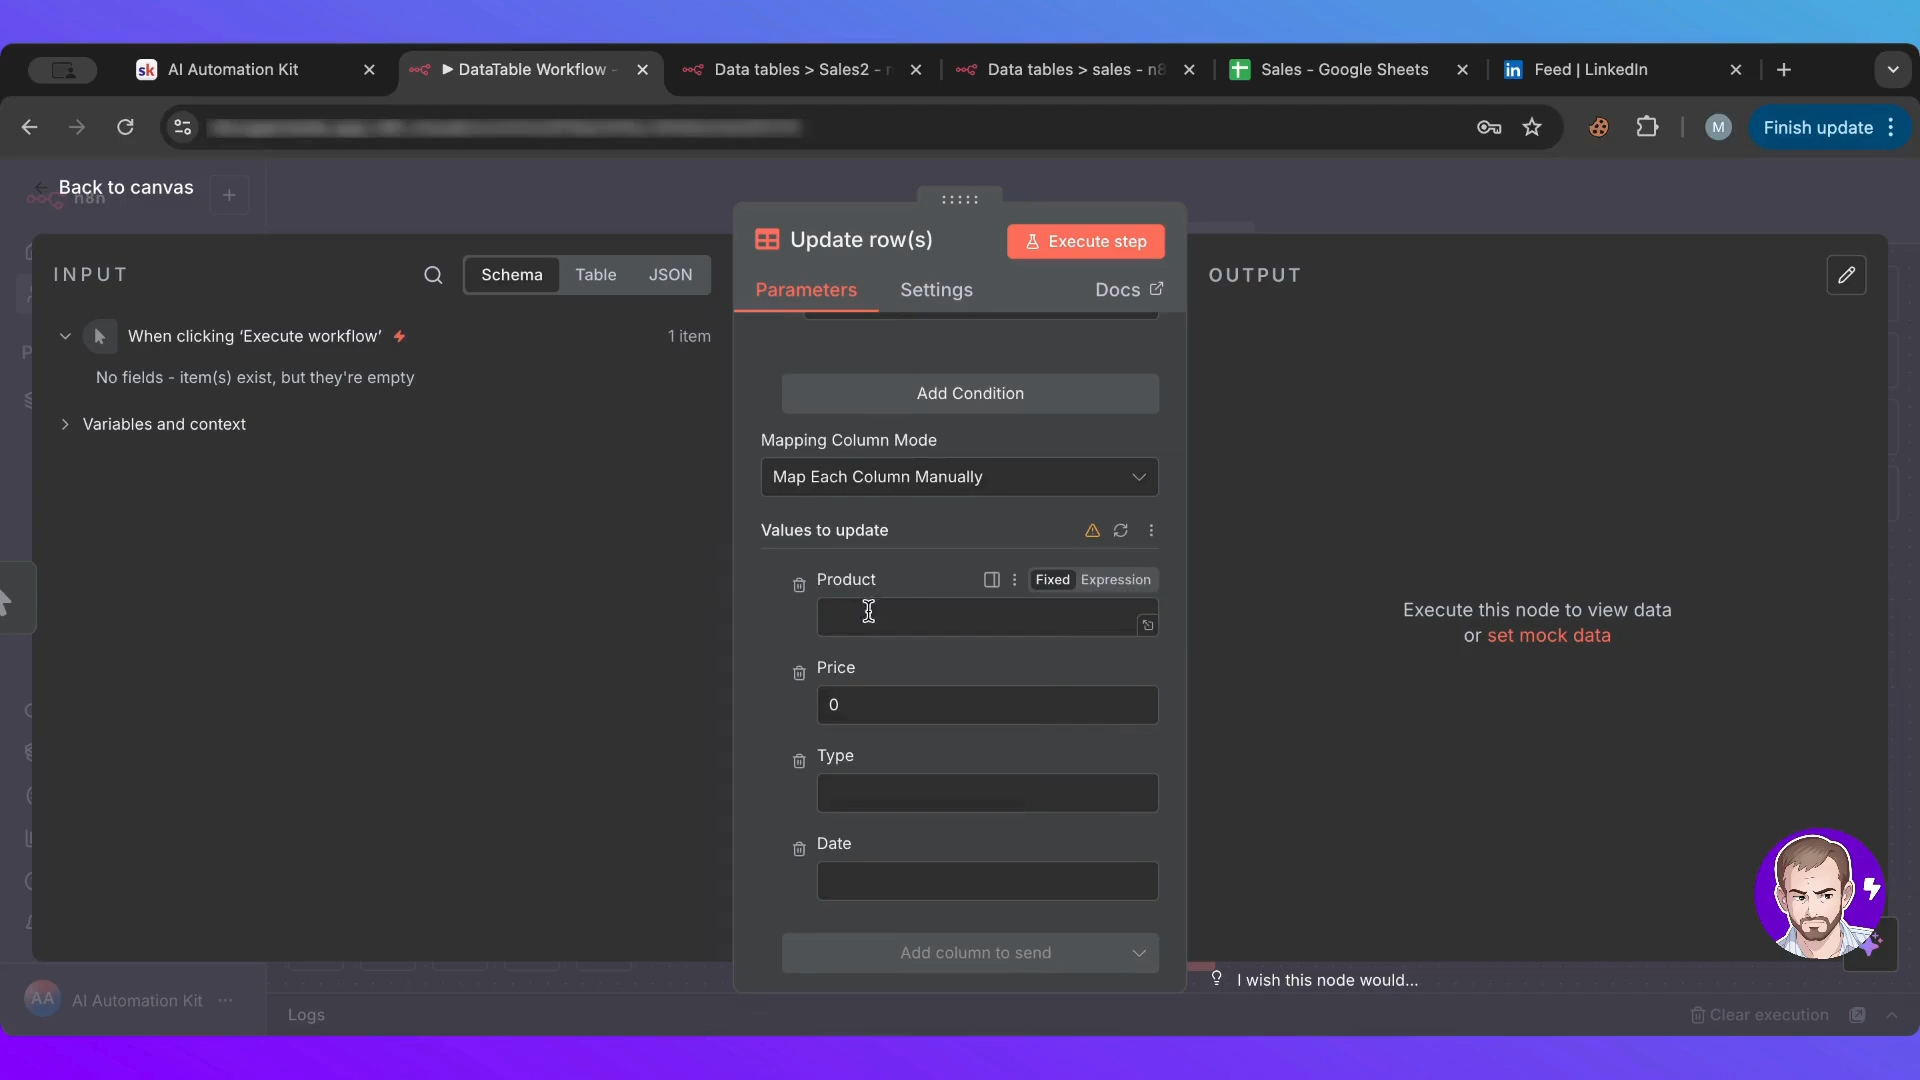 AI Automation Kit
DataTable Workflow -
Data tables > Sales2 - n
Data tables > sales - n8
Sales - Google Sheets
Feed | LinkedIn
M
Finish update
Back to canvas
n8n
Update row(s)
Execute step
INPUT
Schema
Table
JSON
Parameters
Settings
Docs
OUTPUT
When clicking ‘Execute workflow’
1 item
No fields - item(s) exist, but they're empty
Variables and context
Add Condition
Mapping Column Mode
Map Each Column Manually
Values to update
Product
Fixed
Expression
Price
0
Type
Date
Add column to send
Execute this node to view data
or set mock data
I wish this node would...
AA
AI Automation Kit
Logs
Clear execution